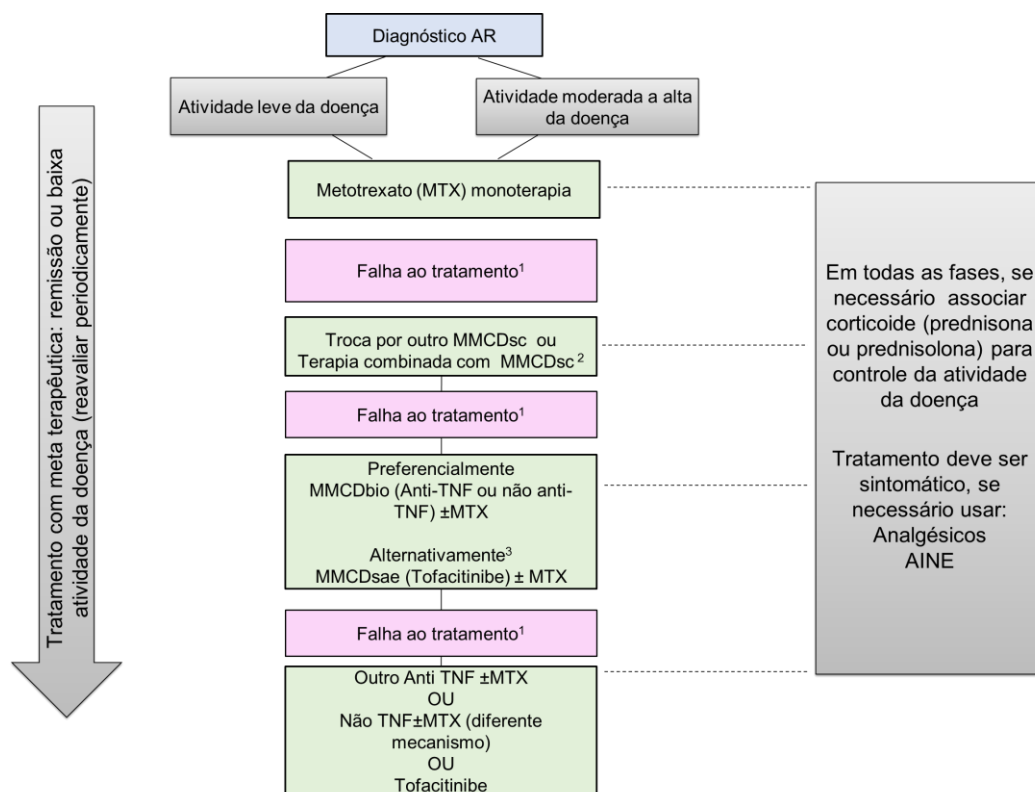 Diagnóstico AR
Atividade leve da doença
Atividade moderada a alta
da doença
Tratamento com meta terapêutica: remissão ou baixa
atividade da doença (reavaliar periodicamente)
Metotrexato (MTX) monoterapia
Falha ao tratamento¹
Troca por outro MMCDsc ou
Terapia combinada com MMCDsc ²
Falha ao tratamento¹
Preferencialmente
MMCDbio (Anti-TNF ou não anti-
TNF) ±MTX
Alternativamente³
MMCDsae (Tofacitinibe) ± MTX
Falha ao tratamento¹
Outro Anti TNF ±MTX
OU
Não TNF±MTX (diferente
mecanismo)
OU
Tofacitinibe
Em todas as fases, se
necessário associar
corticoide (prednisona
ou prednisolona) para
controle da atividade
da doença
Tratamento deve ser
sintomático, se
necessário usar:
Analgésicos
AINE